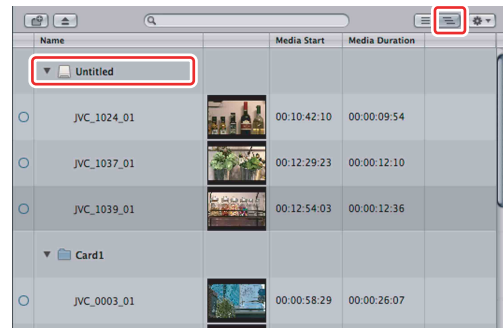 Name Media Start Media Duration
Untitled
JVC_1024_01 00:10:42:10 00:00:09:54
JVC_1037_01 00:12:29:23 00:00:12:10
JVC_1039_01 00:12:54:03 00:00:12:36
Card1
JVC_0003_01 00:00:58:29 00:00:26:07